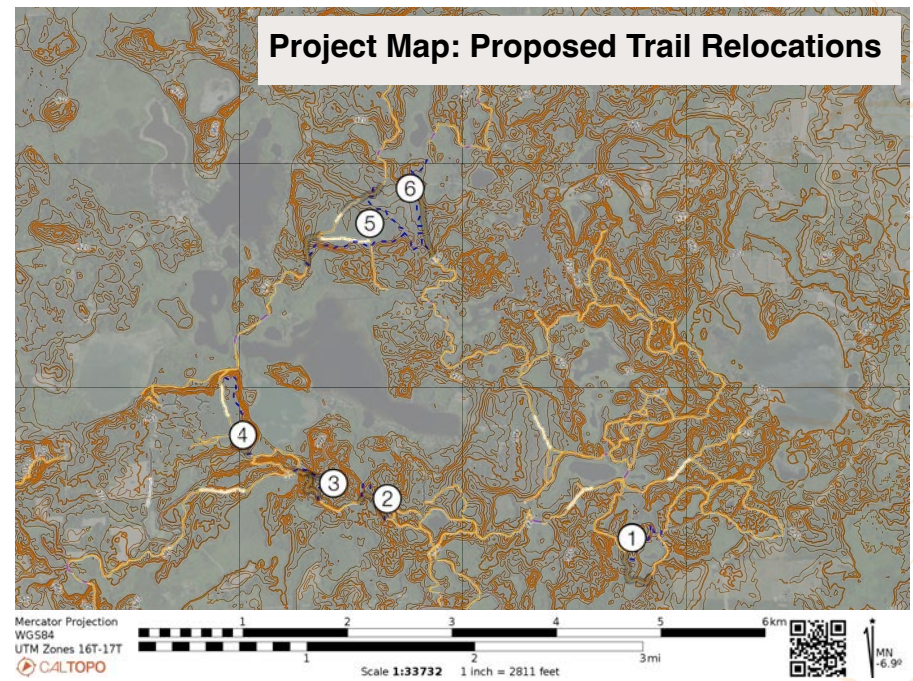 Project Map: Proposed Trail Relocations
6
5
4
3
2
1
Mercator Projection
WGS84
UTM Zones 16T-17T
CALTOPO
1 2 3 4 5 6km
1 2 3mi
Scale 1:33732 1 inch = 2811 feet
MN
-6.9º